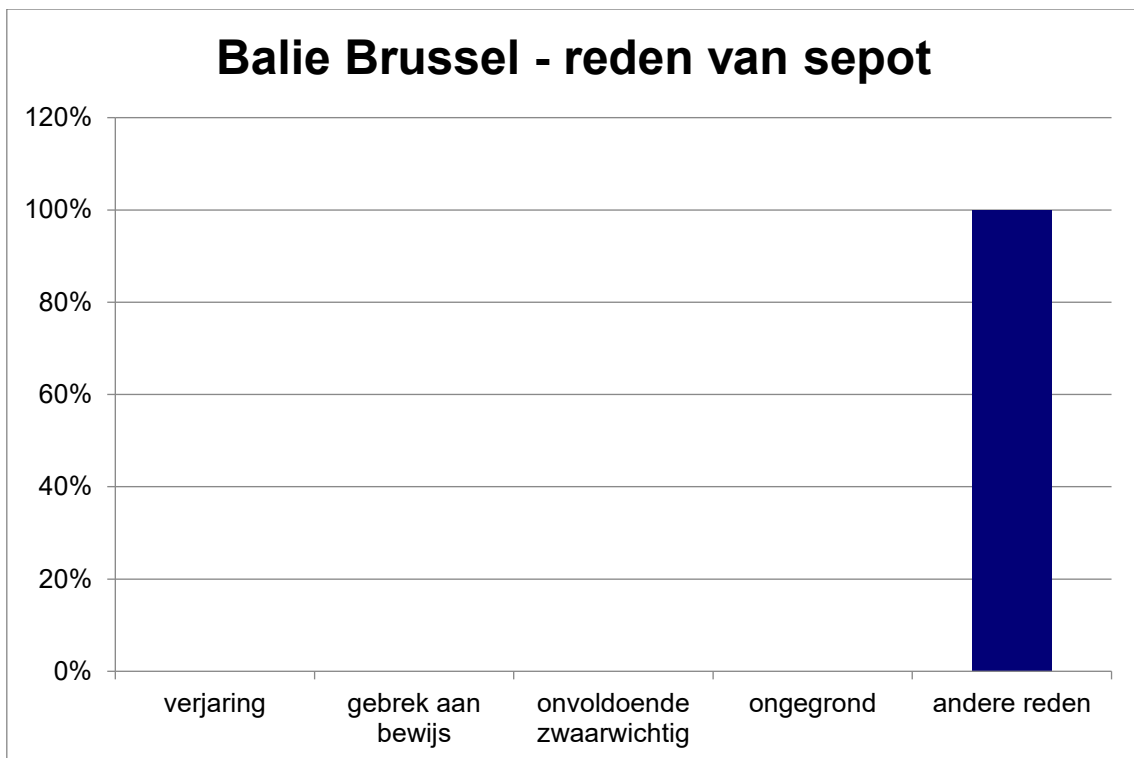 Balie Brussel - reden van sepot
120%
100%
80%
60%
40%
20%
0%
verjaring
gebrek aan
bewijs
onvoldoende
zwaarwichtig
ongegrond
andere reden